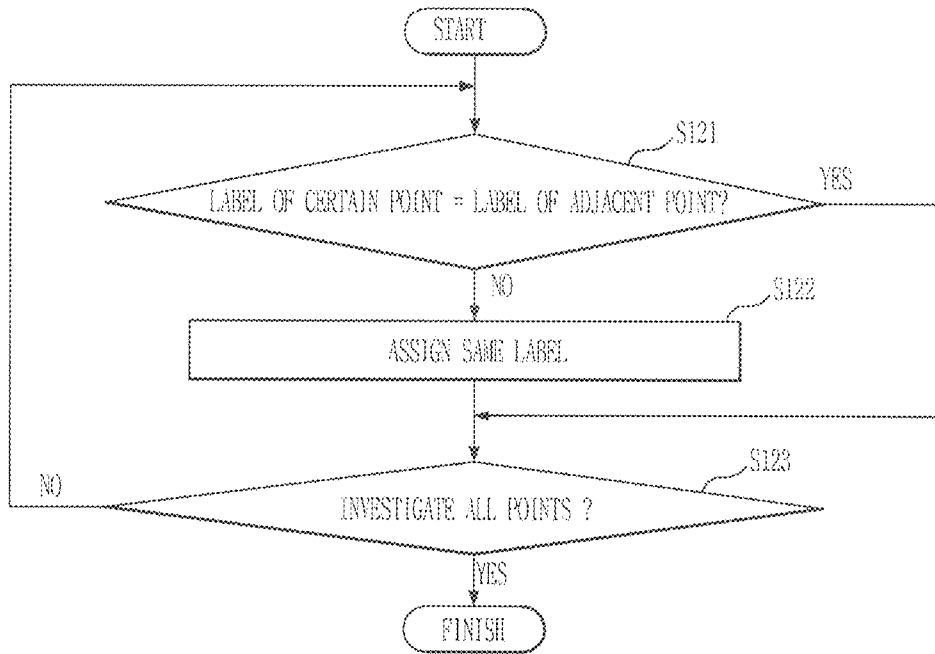 START
S121
YES
LABEL OF CERTAIN POINT = LABEL OF ADJACENT POINT?
NO
S122
ASSIGN SAME LABEL
S123
NO
INVESTIGATE ALL POINTS ?
YES
FINISH